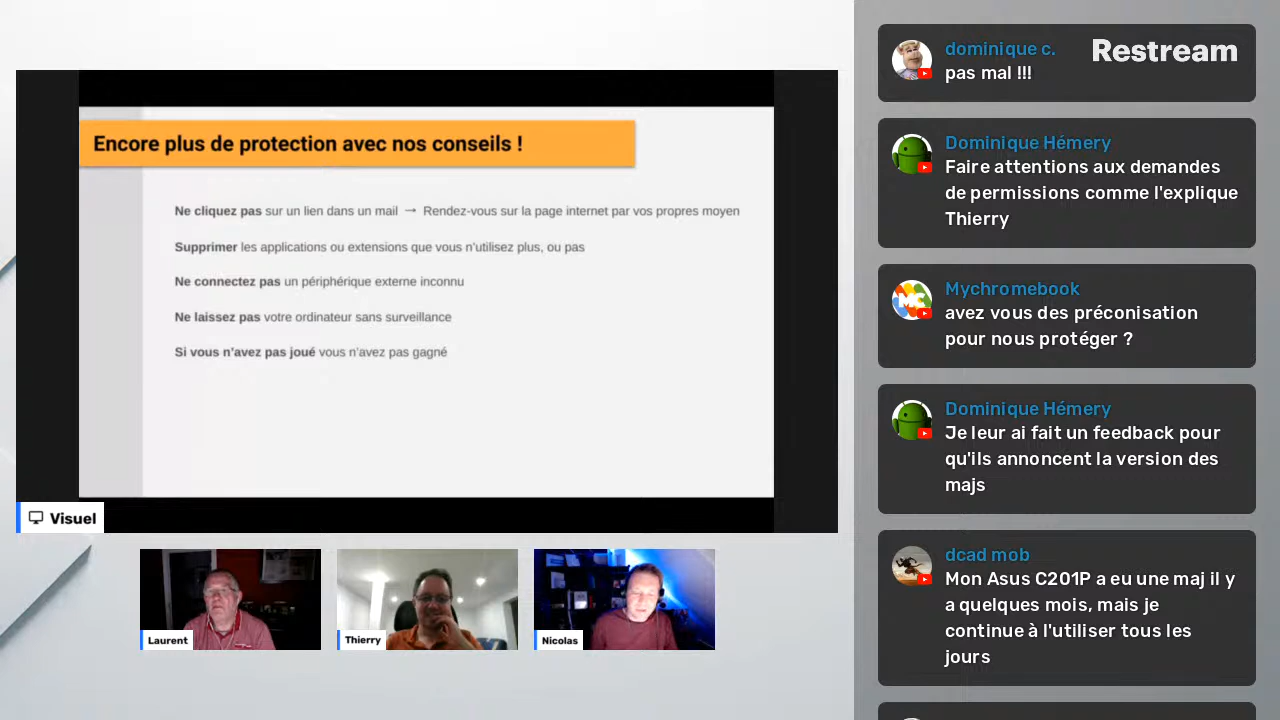 Encore plus de protection avec nos conseils !
Ne cliquez pas sur un lien dans un mail → Rendez-vous sur la page internet par vos propres moyen
Supprimer les applications ou extensions que vous n'utilisez plus, ou pas
Ne connectez pas un périphérique externe inconnu
Ne laissez pas votre ordinateur sans surveillance
Si vous n'avez pas joué vous n'avez pas gagné
Visuel
Laurent
Thierry
Nicolas
Restream
dominique c.
pas mal !!!
Dominique Hémery
Faire attentions aux demandes
de permissions comme l'explique
Thierry
Mychromebook
MC
avez vous des préconisation
pour nous protéger ?
Dominique Hémery
Je leur ai fait un feedback pour
qu'ils annoncent la version des
majs
dcad mob
Mon Asus C201P a eu une maj il y
a quelques mois, mais je
continue à l'utiliser tous les
jours